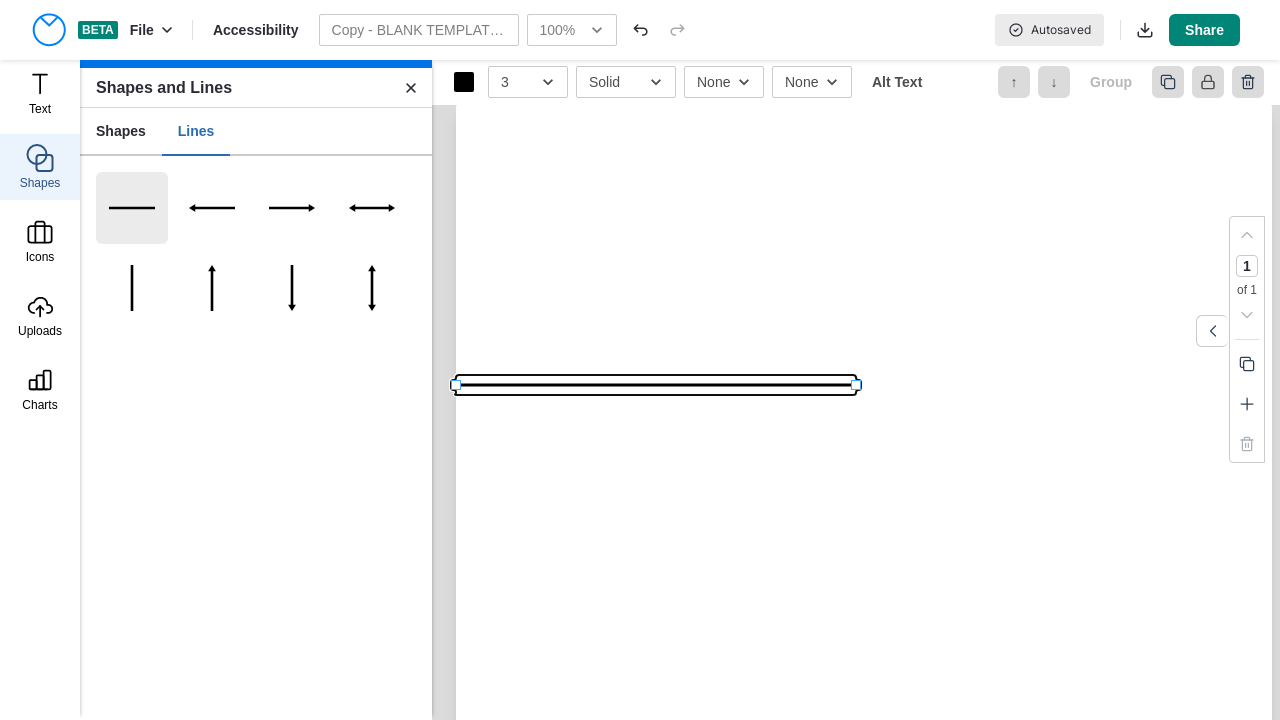 BETA
File
Accessibility
Copy - BLANK TEMPLAT…
100%
Autosaved
Share
Text
Shapes
Icons
Uploads
Charts
Shapes and Lines
Shapes
Lines
3
Solid
None
None
Alt Text
Group
1
of 1